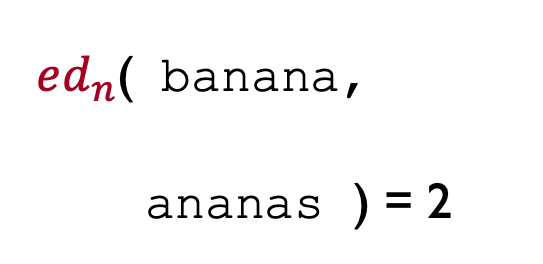 edₙ( banana,
ananas ) = 2